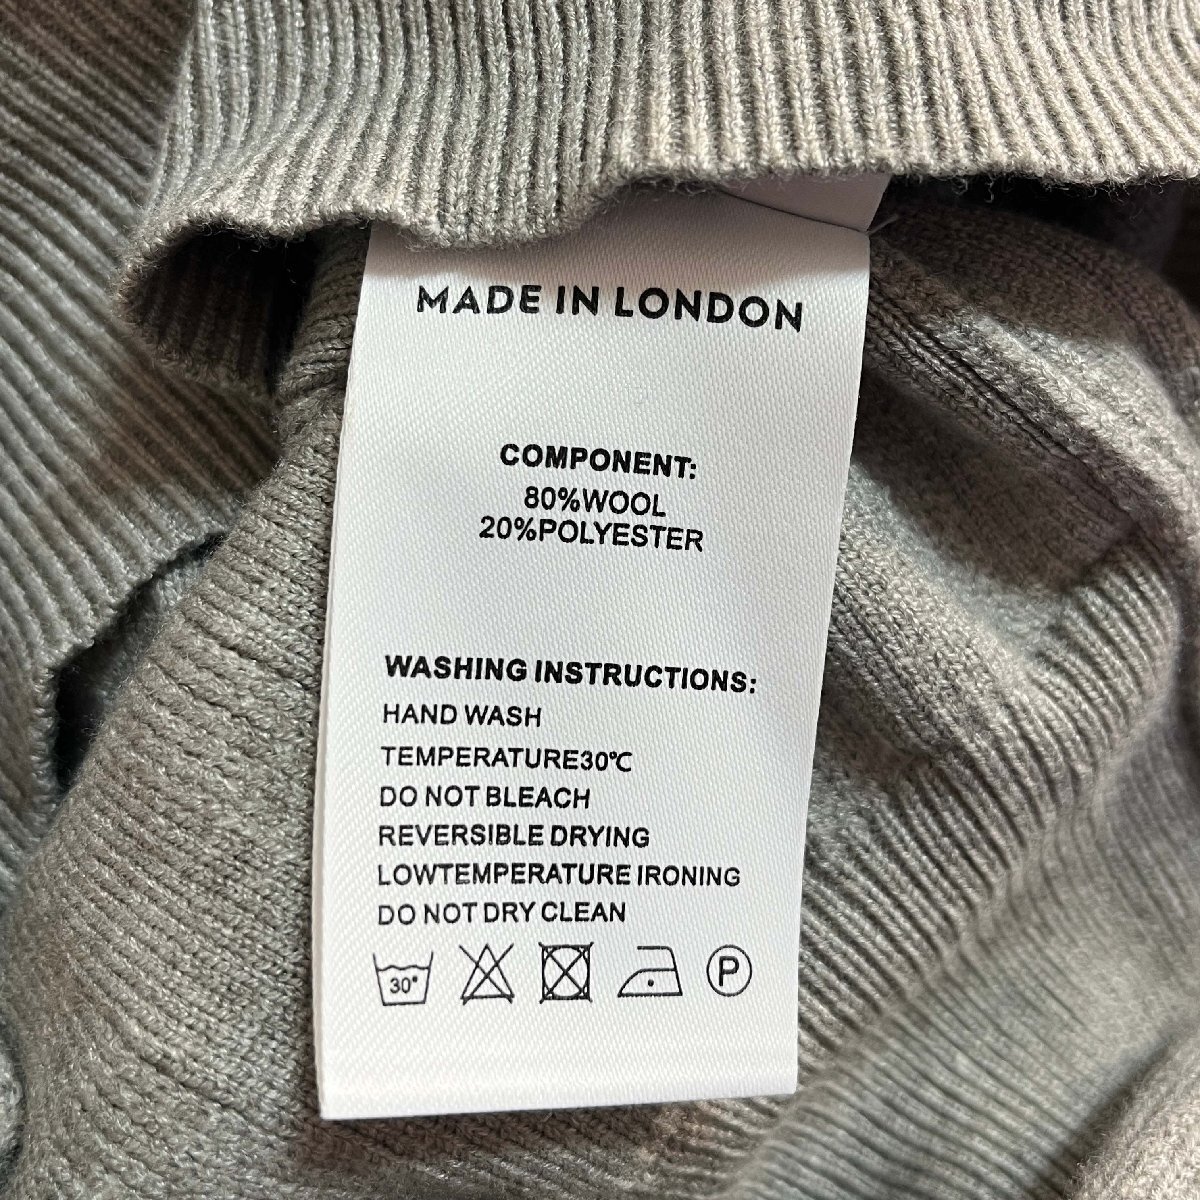 MADE IN LONDON
COMPONENT:
80%WOOL
20%POLYESTER
WASHING INSTRUCTIONS:
HAND WASH
TEMPERATURE30℃
DO NOT BLEACH
REVERSIBLE DRYING
LOWTEMPERATURE IRONING
DO NOT DRY CLEAN
30° P